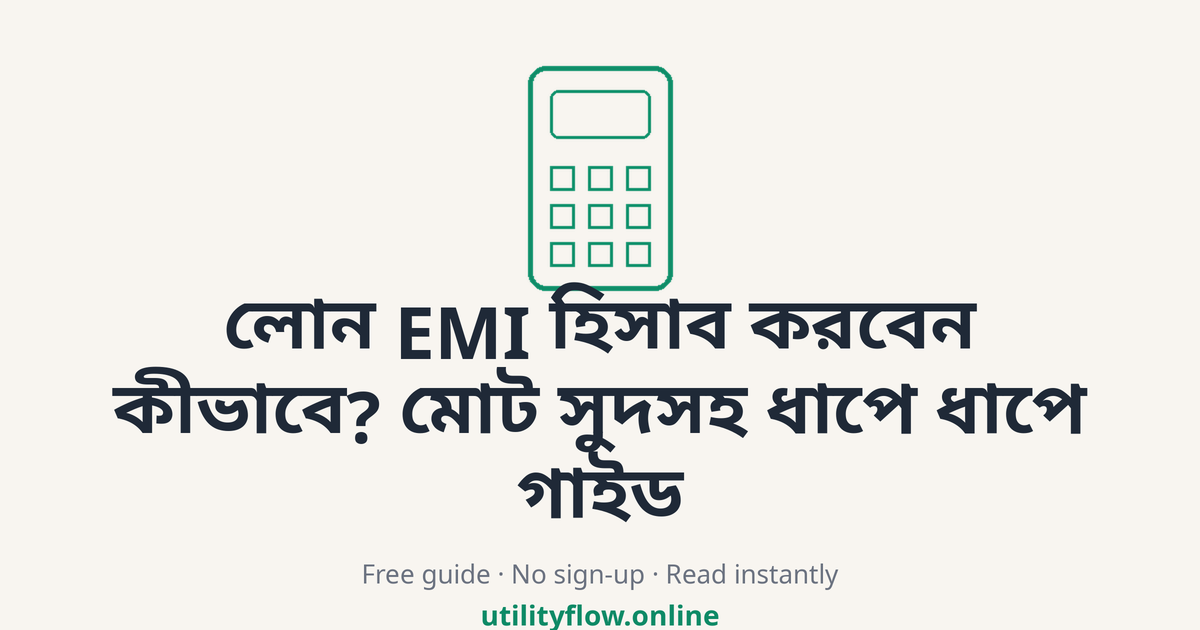 লোন EMI হিসাব করবেন
কীভাবে? মোট সুদসহ ধাপে ধাপে
গাইড
Free guide · No sign-up · Read instantly
utilityflow.online